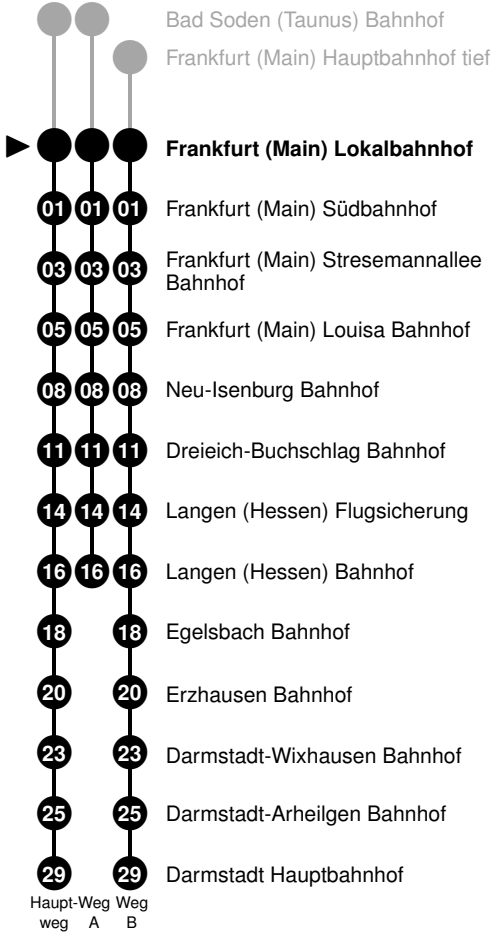 Bad Soden (Taunus) Bahnhof
Frankfurt (Main) Hauptbahnhof tief
Frankfurt (Main) Lokalbahnhof
01 01 01 Frankfurt (Main) Südbahnhof
03 03 03 Frankfurt (Main) Stresemannallee
Bahnhof
05 05 05 Frankfurt (Main) Louisa Bahnhof
08 08 08 Neu-Isenburg Bahnhof
11 11 11 Dreieich-Buchschlag Bahnhof
14 14 14 Langen (Hessen) Flugsicherung
16 16 16 Langen (Hessen) Bahnhof
18 18 Egelsbach Bahnhof
20 20 Erzhausen Bahnhof
23 23 Darmstadt-Wixhausen Bahnhof
25 25 Darmstadt-Arheilgen Bahnhof
29 29 Darmstadt Hauptbahnhof
Haupt- Weg Weg
weg A B